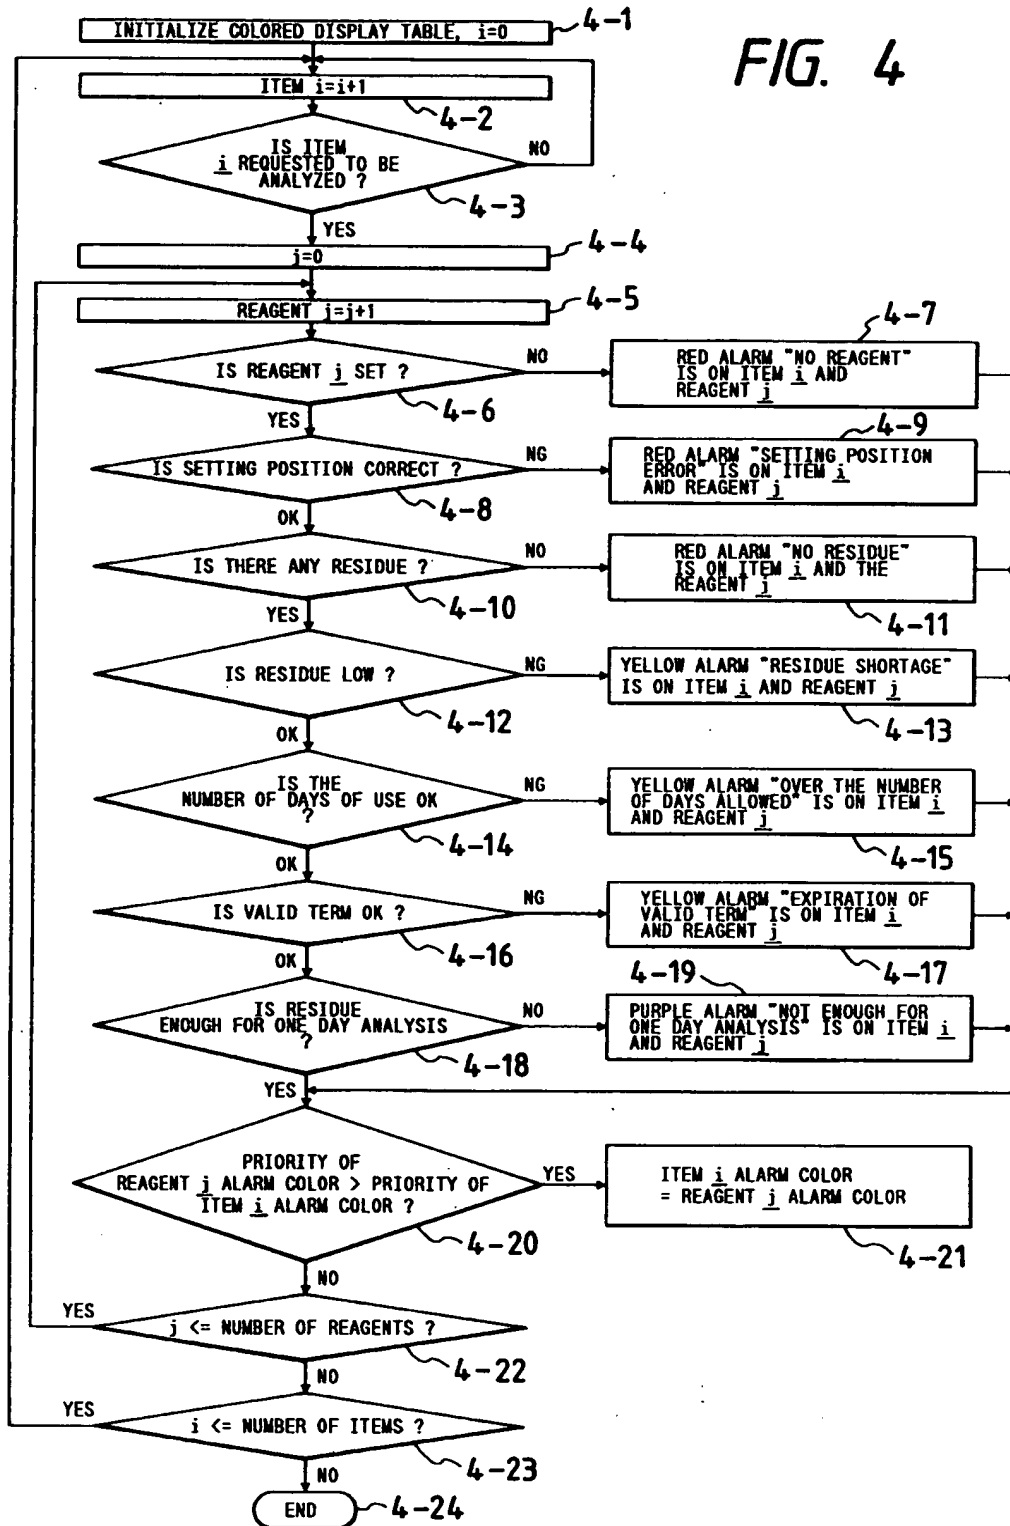 FIG. 4
INITIALIZE COLORED DISPLAY TABLE, i=0
4-1
ITEM i=i+1
4-2
IS ITEM
i REQUESTED TO BE
ANALYZED ?
NO
4-3
YES
j=0
4-4
REAGENT j=j+1
4-5
IS REAGENT j SET ?
NO
4-6
YES
4-7
RED ALARM "NO REAGENT"
IS ON ITEM i AND
REAGENT j
IS SETTING POSITION CORRECT ?
NG
4-8
OK
4-9
RED ALARM "SETTING POSITION
ERROR" IS ON ITEM i
AND REAGENT j
IS THERE ANY RESIDUE ?
NO
4-10
YES
RED ALARM "NO RESIDUE"
IS ON ITEM i AND THE
REAGENT j
4-11
IS RESIDUE LOW ?
NG
4-12
OK
YELLOW ALARM "RESIDUE SHORTAGE"
IS ON ITEM i AND REAGENT j
4-13
IS THE
NUMBER OF DAYS OF USE OK
?
NG
4-14
OK
YELLOW ALARM "OVER THE NUMBER
OF DAYS ALLOWED" IS ON ITEM i
AND REAGENT j
4-15
IS VALID TERM OK ?
NG
4-16
OK
YELLOW ALARM "EXPIRATION OF
VALID TERM" IS ON ITEM i
AND REAGENT j
4-17
IS RESIDUE
ENOUGH FOR ONE DAY ANALYSIS
?
NO
4-18
YES
4-19
PURPLE ALARM "NOT ENOUGH FOR
ONE DAY ANALYSIS" IS ON ITEM i
AND REAGENT j
PRIORITY OF
REAGENT j ALARM COLOR > PRIORITY OF
ITEM i ALARM COLOR ?
YES
4-20
NO
ITEM i ALARM COLOR
= REAGENT j ALARM COLOR
4-21
YES
j <= NUMBER OF REAGENTS ?
4-22
NO
YES
i <= NUMBER OF ITEMS ?
4-23
NO
END
4-24